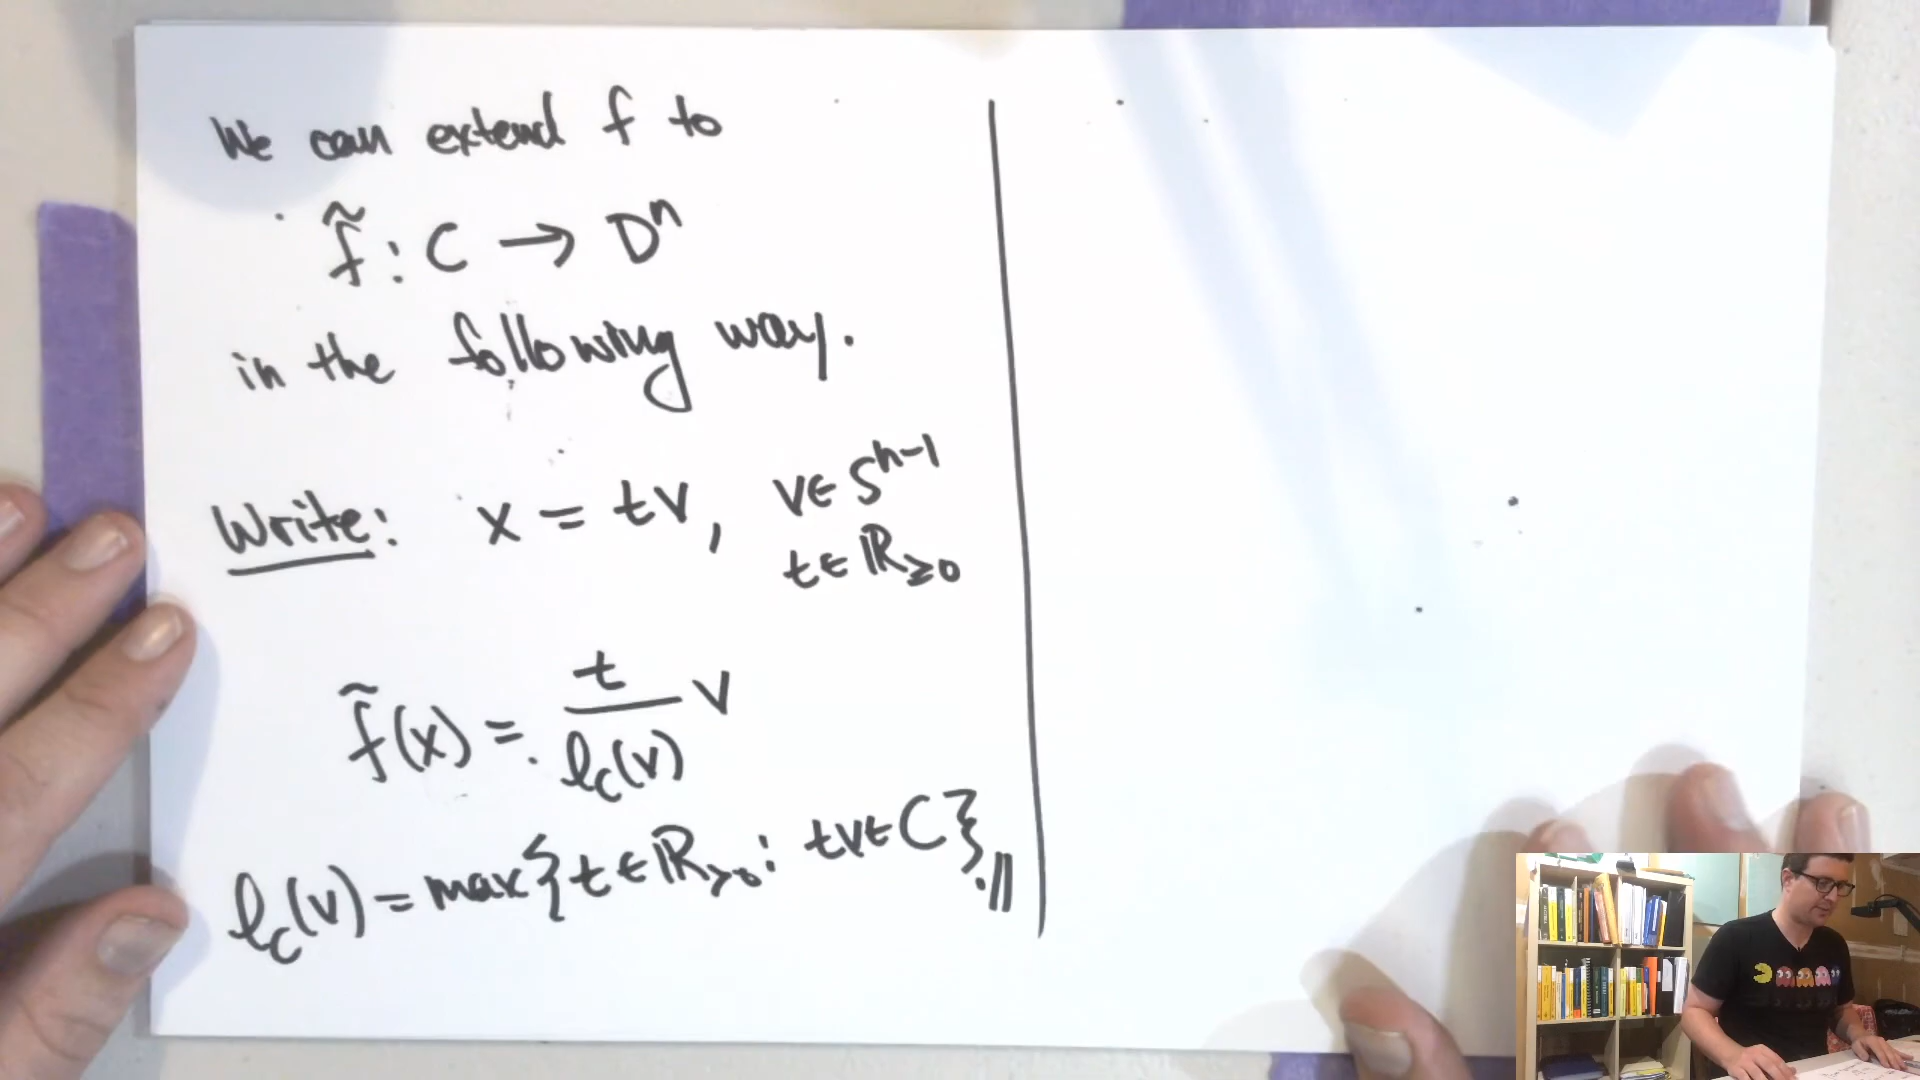 We can extend f to
f̃ : C → Dⁿ
in the following way.
Write: x = tv, v ∈ Sⁿ⁻¹
t ∈ ℝ≥0
f̃(x) = t/ℓ_C(v) v
ℓ_C(v) = max{t ∈ ℝ>0 : tv ∈ C}.//